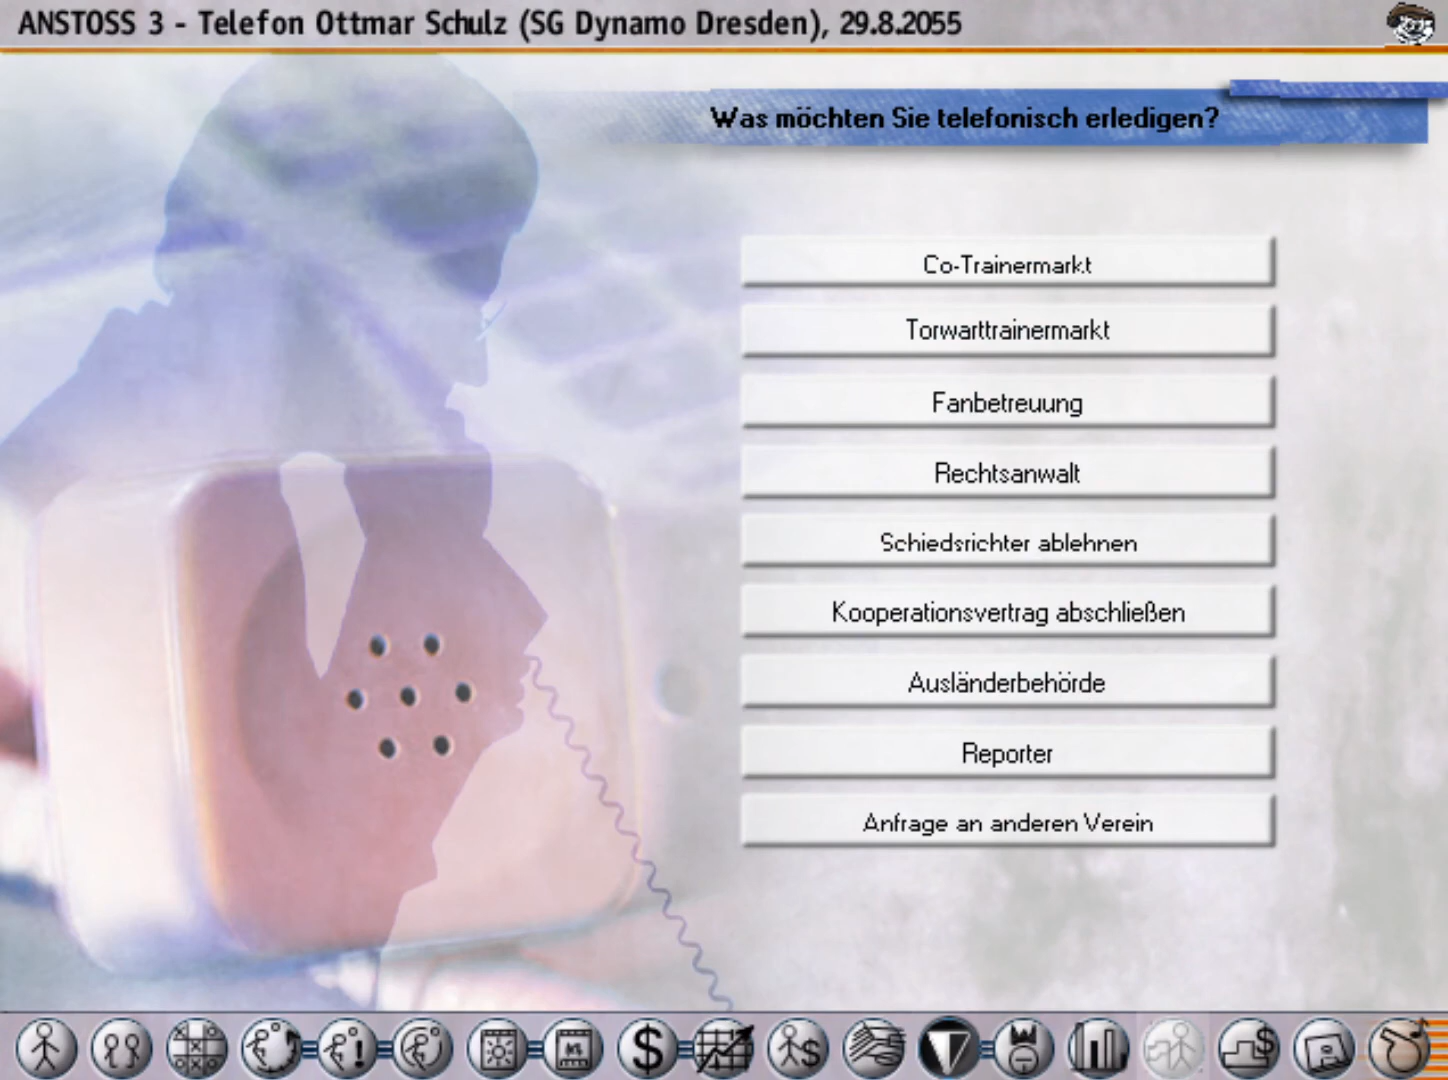 ANSTOSS 3 - Telefon Ottmar Schulz (SG Dynamo Dresden), 29.8.2055
Was möchten Sie telefonisch erledigen?
Co-Trainermarkt
Torwarttrainermarkt
Fanbetreuung
Rechtsanwalt
Schiedsrichter ablehnen
Kooperationsvertrag abschließen
Ausländerbehörde
Reporter
Anfrage an anderen Verein